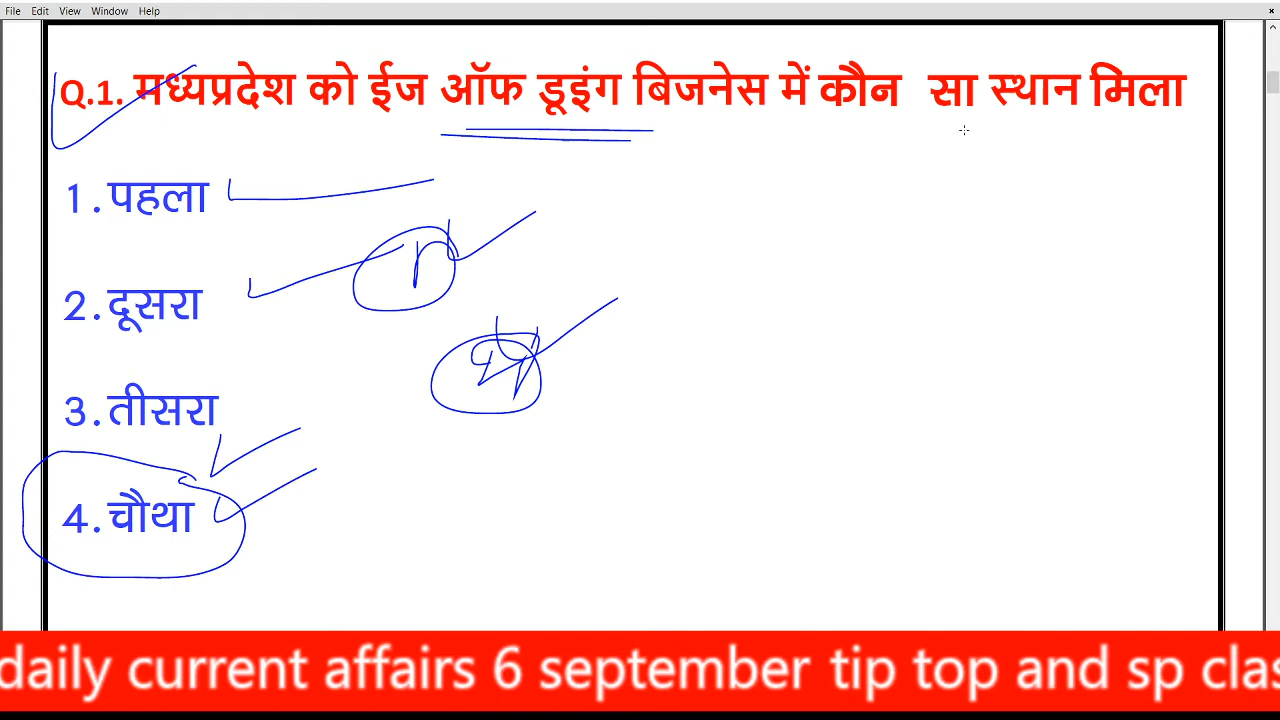 File Edit View Window Help
Q.1. मध्यप्रदेश को ईज ऑफ डूइंग बिजनेस में कौन सा स्थान मिला
1.पहला
2.दूसरा
3.तीसरा
4.चौथा
daily current affairs 6 september tip top and sp clas